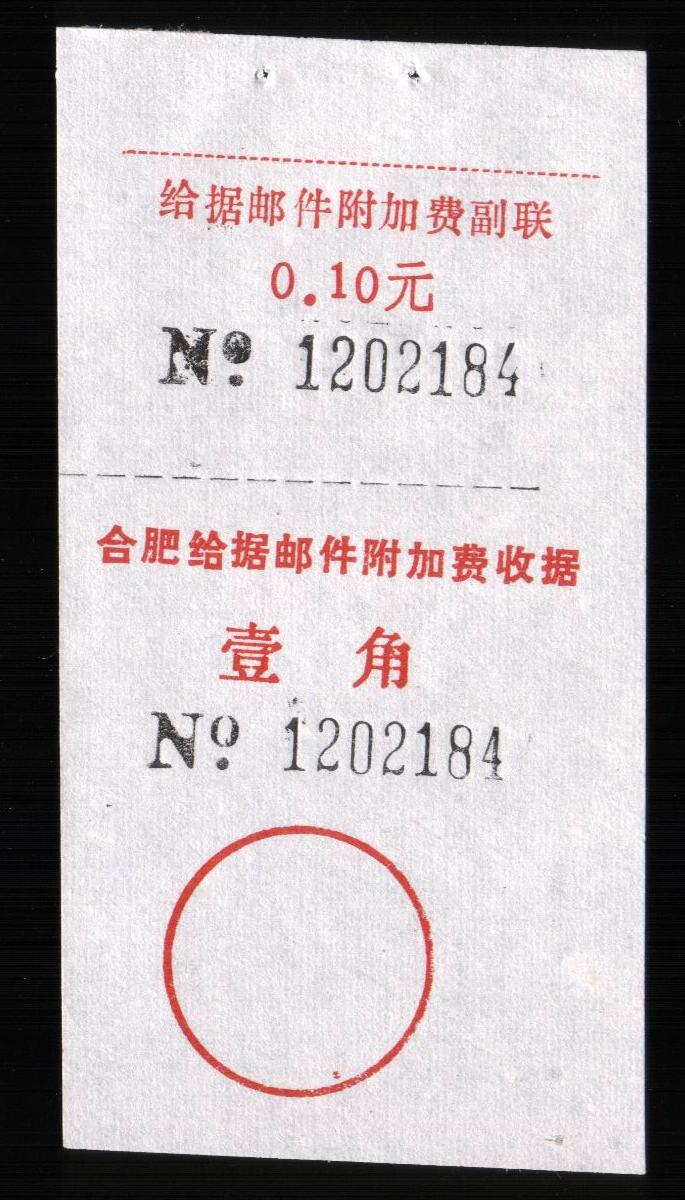 给据邮件附加费副联
0.10元
№ 1202184
合肥给据邮件附加费收据
壹 角
№ 1202184